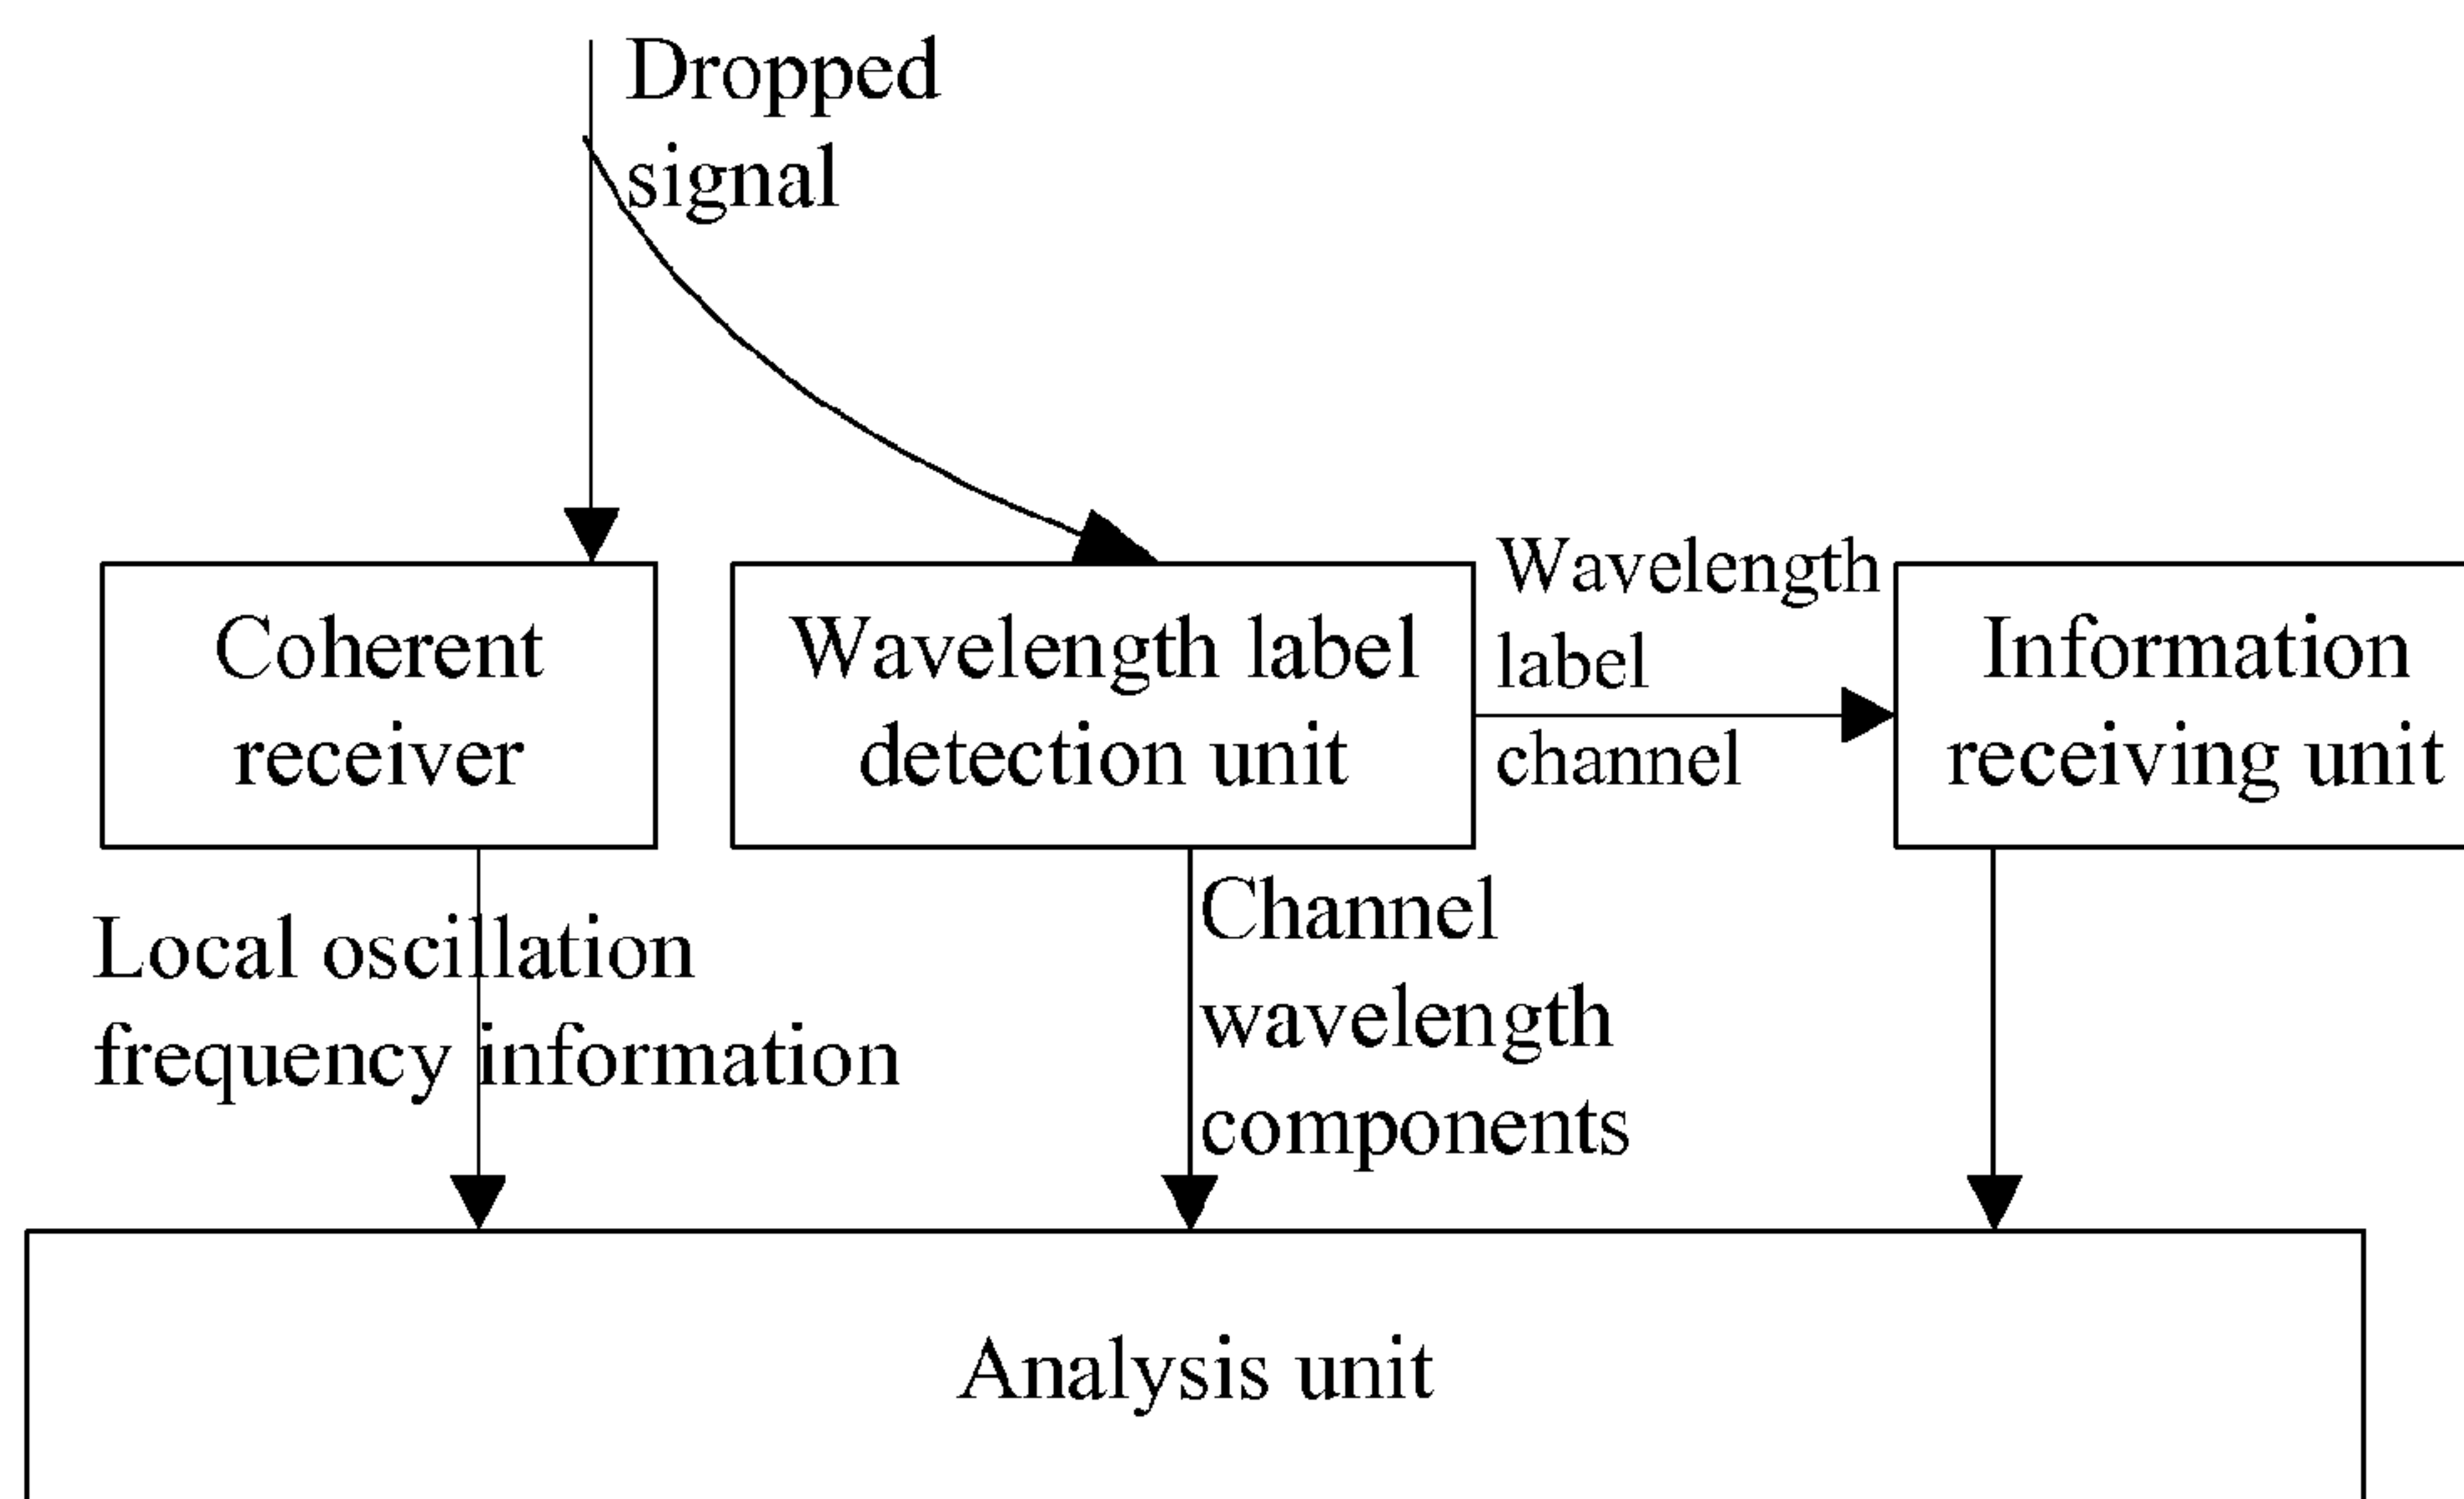 Dropped
signal
Coherent
receiver
Wavelength label
detection unit
Wavelength
label
channel
Information
receiving unit
Local oscillation
frequency information
Channel
wavelength
components
Analysis unit